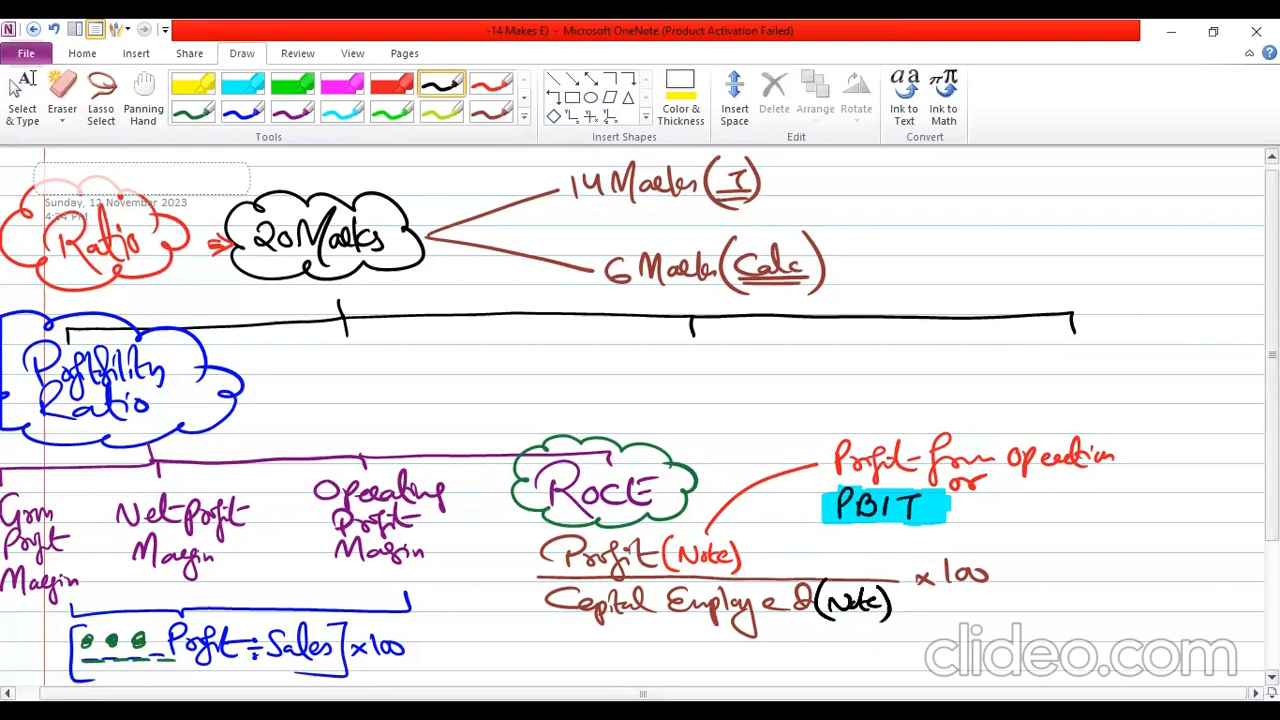 -14 Makes E) - Microsoft OneNote (Product Activation Failed)
File Home Insert Share Draw Review View Pages
Select & Type
Eraser
Lasso Select
Panning Hand
Color & Thickness
Insert Space
Delete
Arrange
Rotate
Ink to Text
Ink to Math
Tools
Insert Shapes
Edit
Convert
Sunday, 12 November 2023
4:34 PM
Ratio
20 Marks
14 Marks (I)
6 Marks (Calc)
Ratio
Net Profit Margin
Operating Profit Margin
Profit Margin
ROCE
Profit from operation
or
PBIT
Profit (Note)
Capital Employed (Note)
× 100
[ _ _ _ _ Profit ÷ Sales ] × 100
clideo.com